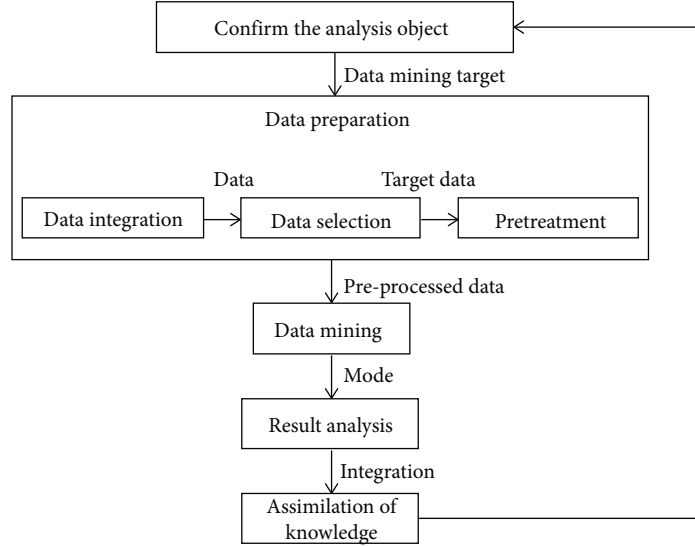 Confirm the analysis object
Data mining target
Data preparation
Data
Target data
Data integration
Data selection
Pretreatment
Pre-processed data
Data mining
Mode
Result analysis
Integration
Assimilation of
knowledge